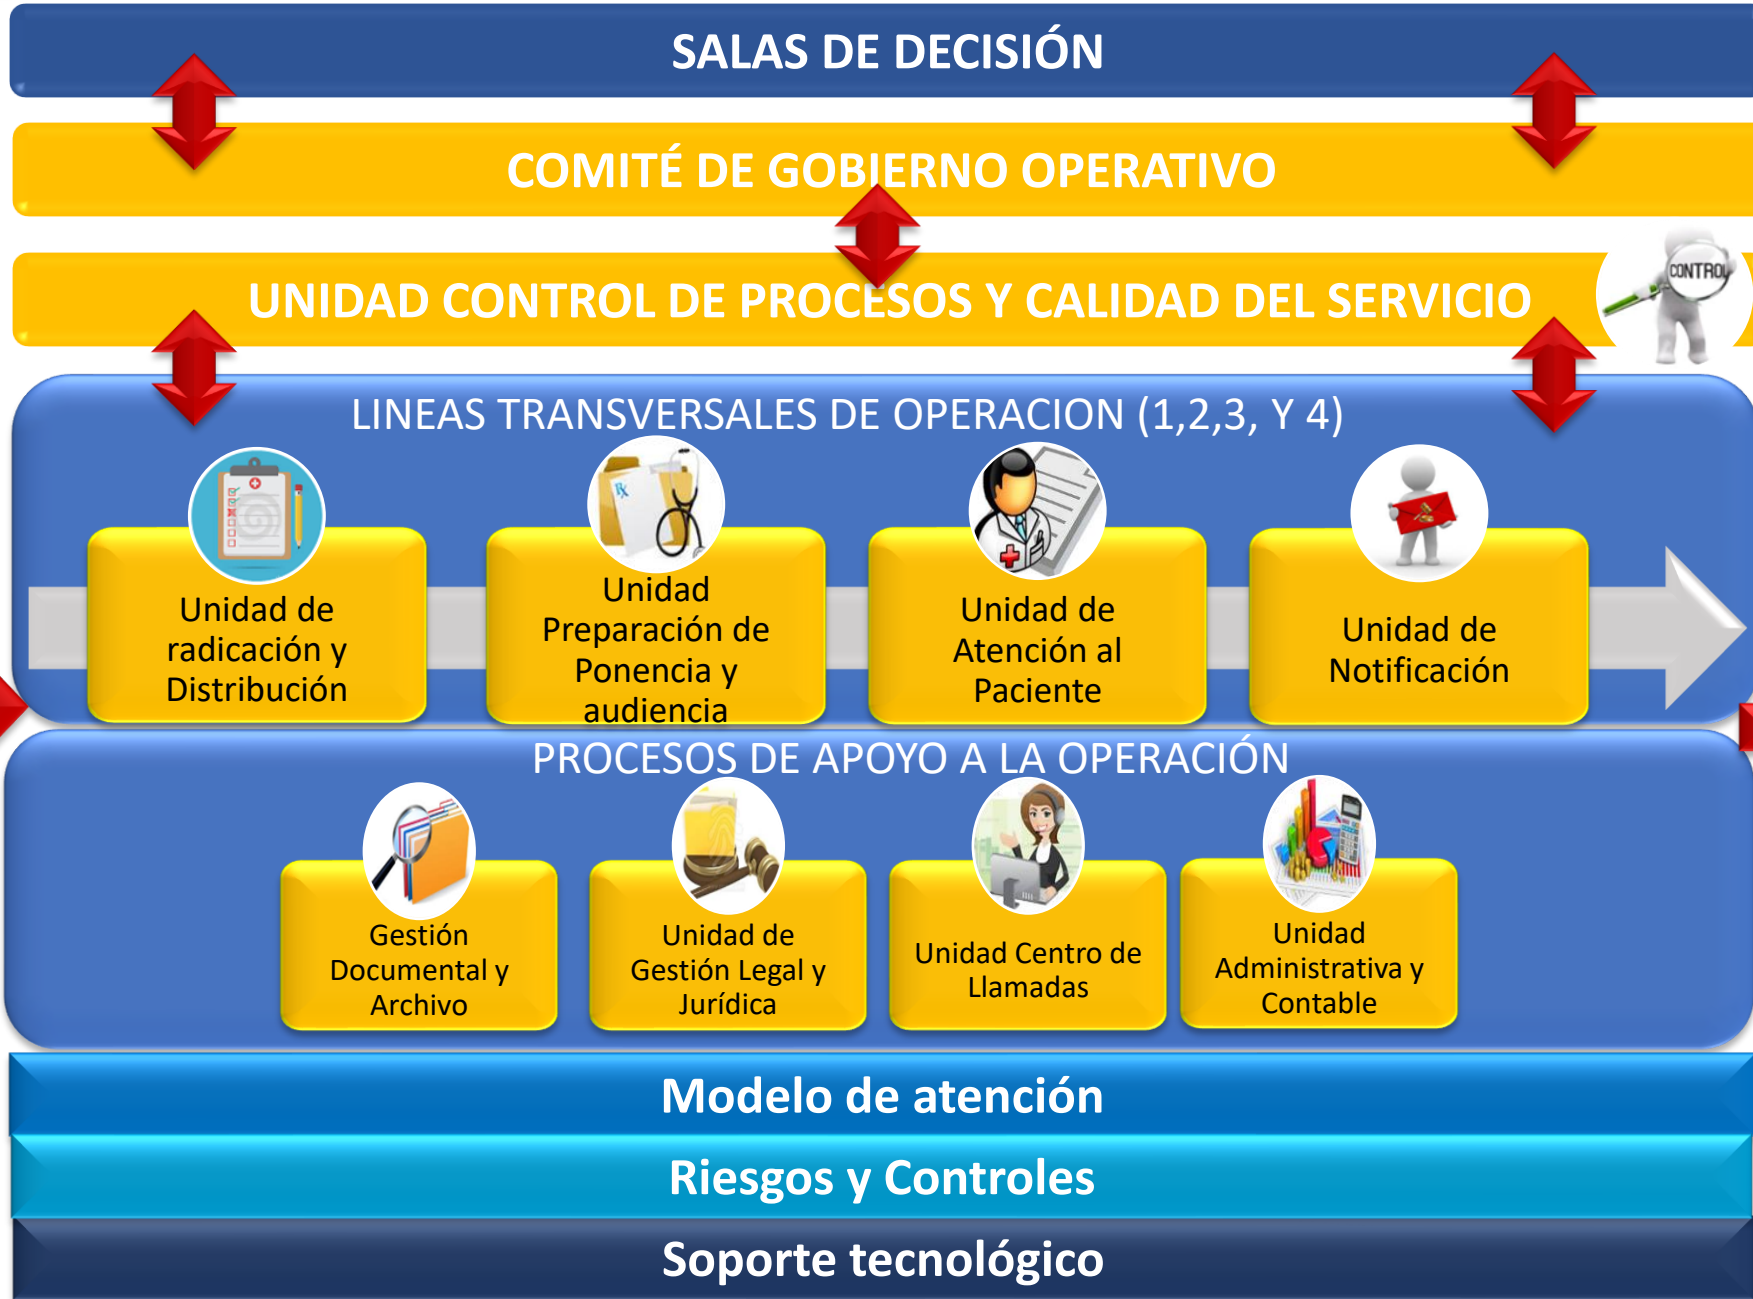 SALAS DE DECISIÓN
COMITÉ DE GOBIERNO OPERATIVO
UNIDAD CONTROL DE PROCESOS Y CALIDAD DEL SERVICIO
CONTROL
LINEAS TRANSVERSALES DE OPERACION (1,2,3, Y 4)
Rx
Unidad de
radicación y
Distribución
Unidad
Preparación de
Ponencia y
audiencia
Unidad de
Atención al
Paciente
Unidad de
Notificación
PROCESOS DE APOYO A LA OPERACIÓN
Gestión
Documental y
Archivo
Unidad de
Gestión Legal y
Jurídica
Unidad Centro de
Llamadas
Unidad
Administrativa y
Contable
Modelo de atención
Riesgos y Controles
Soporte tecnológico